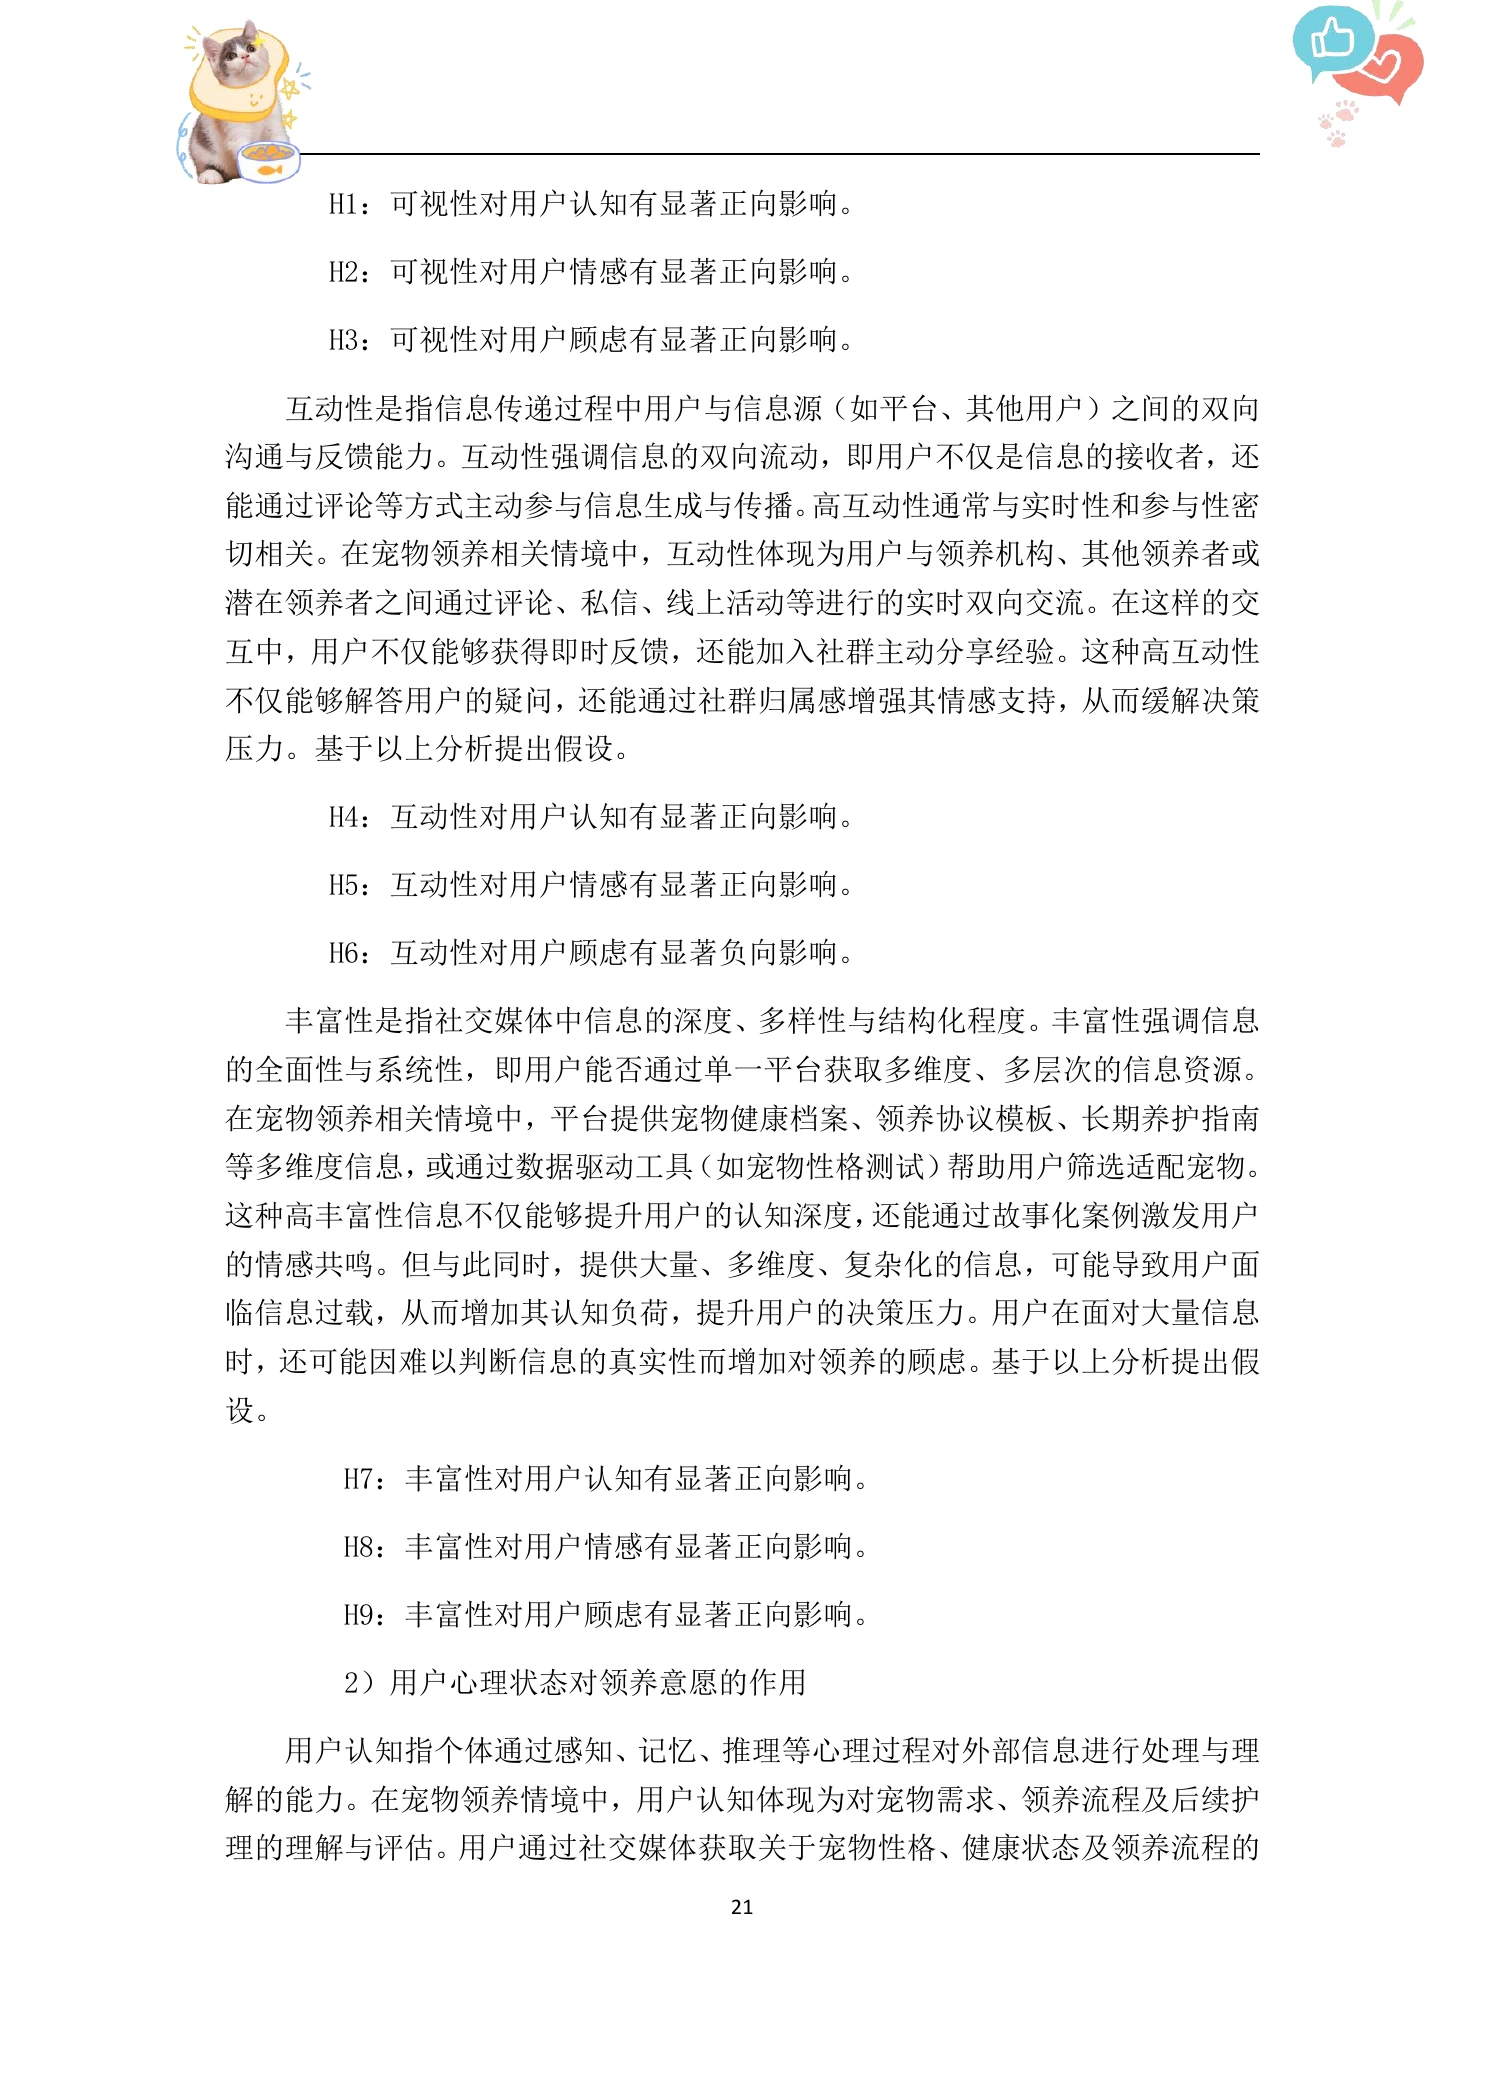 H1：可视性对用户认知有显著正向影响。
H2：可视性对用户情感有显著正向影响。
H3：可视性对用户顾虑有显著正向影响。
互动性是指信息传递过程中用户与信息源（如平台、其他用户）之间的双向
沟通与反馈能力。互动性强调信息的双向流动，即用户不仅是信息的接收者，还
能通过评论等方式主动参与信息生成与传播。高互动性通常与实时性和参与性密
切相关。在宠物领养相关情境中，互动性体现为用户与领养机构、其他领养者或
潜在领养者之间通过评论、私信、线上活动等进行的实时双向交流。在这样的交
互中，用户不仅能够获得即时反馈，还能加入社群主动分享经验。这种高互动性
不仅能够解答用户的疑问，还能通过社群归属感增强其情感支持，从而缓解决策
压力。基于以上分析提出假设。
H4：互动性对用户认知有显著正向影响。
H5：互动性对用户情感有显著正向影响。
H6：互动性对用户顾虑有显著负向影响。
丰富性是指社交媒体中信息的深度、多样性与结构化程度。丰富性强调信息
的全面性与系统性，即用户能否通过单一平台获取多维度、多层次的信息资源。
在宠物领养相关情境中，平台提供宠物健康档案、领养协议模板、长期养护指南
等多维度信息，或通过数据驱动工具（如宠物性格测试）帮助用户筛选适配宠物。
这种高丰富性信息不仅能够提升用户的认知深度，还能通过故事化案例激发用户
的情感共鸣。但与此同时，提供大量、多维度、复杂化的信息，可能导致用户面
临信息过载，从而增加其认知负荷，提升用户的决策压力。用户在面对大量信息
时，还可能因难以判断信息的真实性而增加对领养的顾虑。基于以上分析提出假
设。
H7：丰富性对用户认知有显著正向影响。
H8：丰富性对用户情感有显著正向影响。
H9：丰富性对用户顾虑有显著正向影响。
2）用户心理状态对领养意愿的作用
用户认知指个体通过感知、记忆、推理等心理过程对外部信息进行处理与理
解的能力。在宠物领养情境中，用户认知体现为对宠物需求、领养流程及后续护
理的理解与评估。用户通过社交媒体获取关于宠物性格、健康状态及领养流程的
21